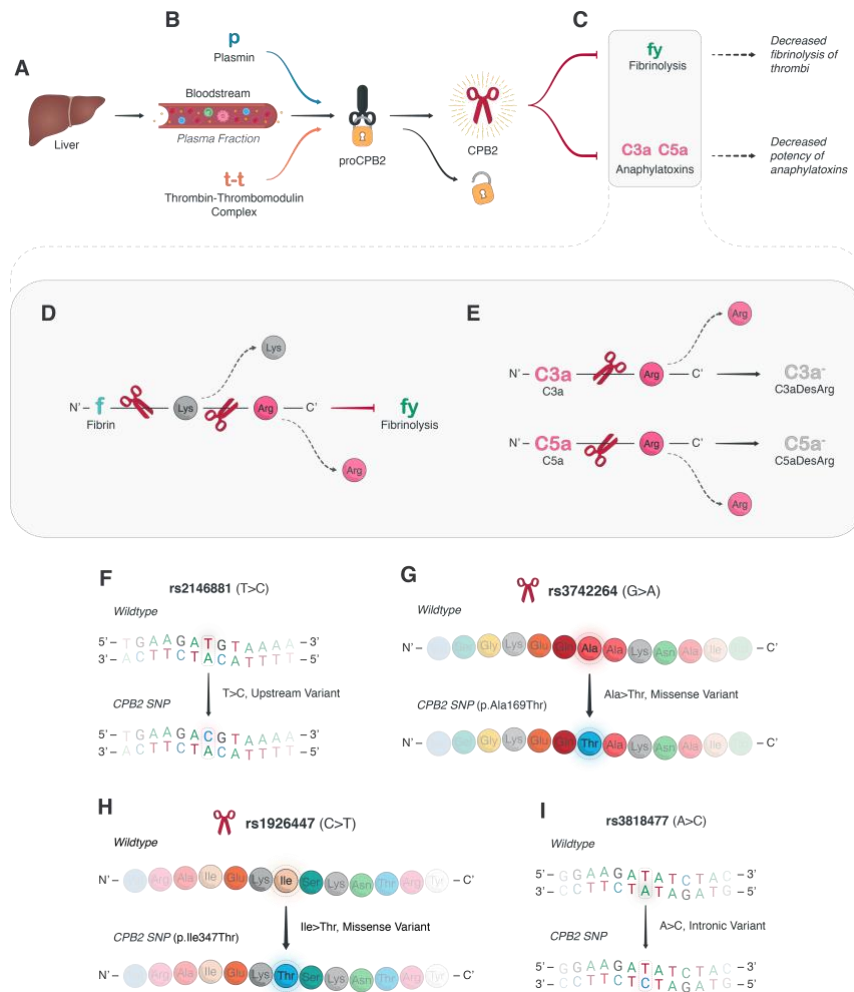 A
Liver
B
p
Plasmin
Bloodstream
Plasma Fraction
t-t
Thrombin-Thrombomodulin
Complex
proCPB2
CPB2
C
fy
Fibrinolysis
C3a C5a
Anaphylatoxins
Decreased
fibrinolysis of
thrombi
Decreased
potency of
anaphylatoxins
D
N' f Lys Arg C' fy
Fibrin
Fibrinolysis
Lys
Arg
E
Arg
N' C3a Arg C' C3a-
C3a
C3aDesArg
N' C5a Arg C' C5a-
C5a
C5aDesArg
Arg
F
rs2146881 (T>C)
Wildtype
5' – T G A A G A T G T A A A A – 3'
3' – A C T T C T A C A T T T T – 5'
T>C, Upstream Variant
CPB2 SNP
5' – T G A A G A C G T A A A A – 3'
3' – A C T T C T A C A T T T T – 5'
G
rs3742264 (G>A)
Wildtype
N' – Gly Lys Glu Ala Ala Lys Asn Ala Ile – C'
Ala>Thr, Missense Variant
CPB2 SNP (p.Ala169Thr)
N' – Gly Lys Glu Thr Ala Lys Asn Ala Ile – C'
H
rs1926447 (C>T)
Wildtype
N' – Arg Ala Ile Glu Lys Ile Ser Lys Asn Thr Arg Tyr – C'
Ile>Thr, Missense Variant
CPB2 SNP (p.Ile347Thr)
N' – Arg Ala Ile Glu Lys Thr Ser Lys Asn Thr Arg Tyr – C'
I
rs3818477 (A>C)
Wildtype
5' – G G A A G A T A T C T A C – 3'
3' – C C T T C T A T A G A T G – 5'
A>C, Intronic Variant
CPB2 SNP
5' – G G A A G A T A T C T A C – 3'
3' – C C T T C T C T A G A T G – 5'